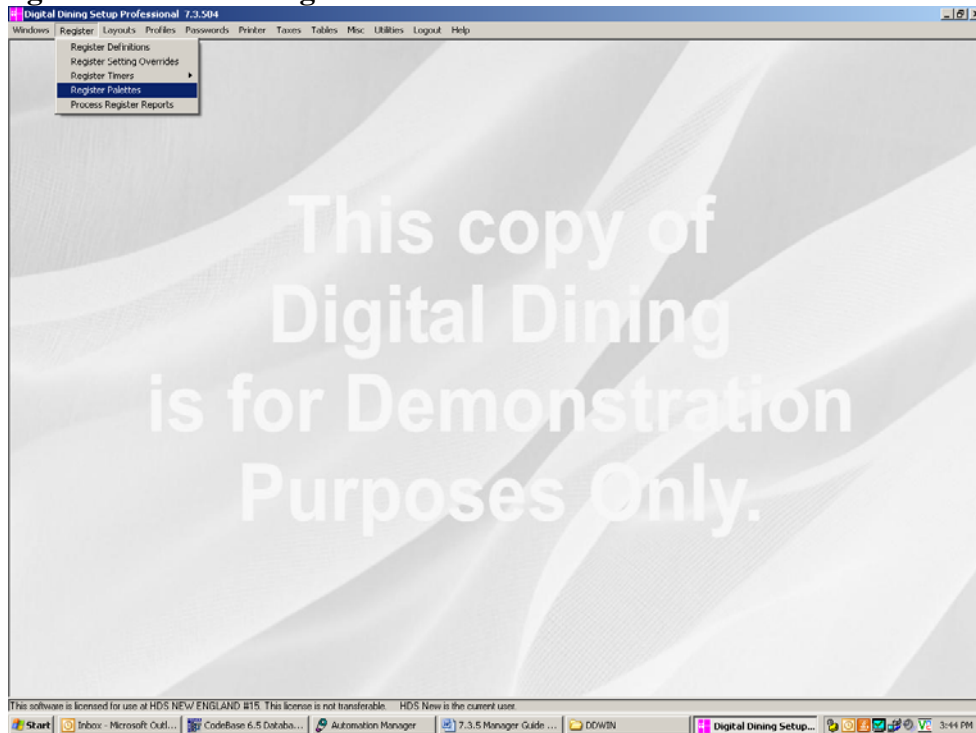 Digital Dining Setup Professional 7.3.504
Windows Register Layouts Profiles Passwords Printer Taxes Tables Misc Utilities Logout Help
Register Definitions
Register Setting Overrides
Register Timers
Register Palettes
Process Register Reports
This copy of
Digital Dining
is for Demonstration
Purposes Only.
This software is licensed for use at HDS NEW ENGLAND #15. This license is not transferable. HDS New is the current user.
Start Inbox - Microsoft Outl... CodeBase 6.5 Databa... Automation Manager 7.3.5 Manager Guide ... DDWIN Digital Dining Setup... 3:44 PM